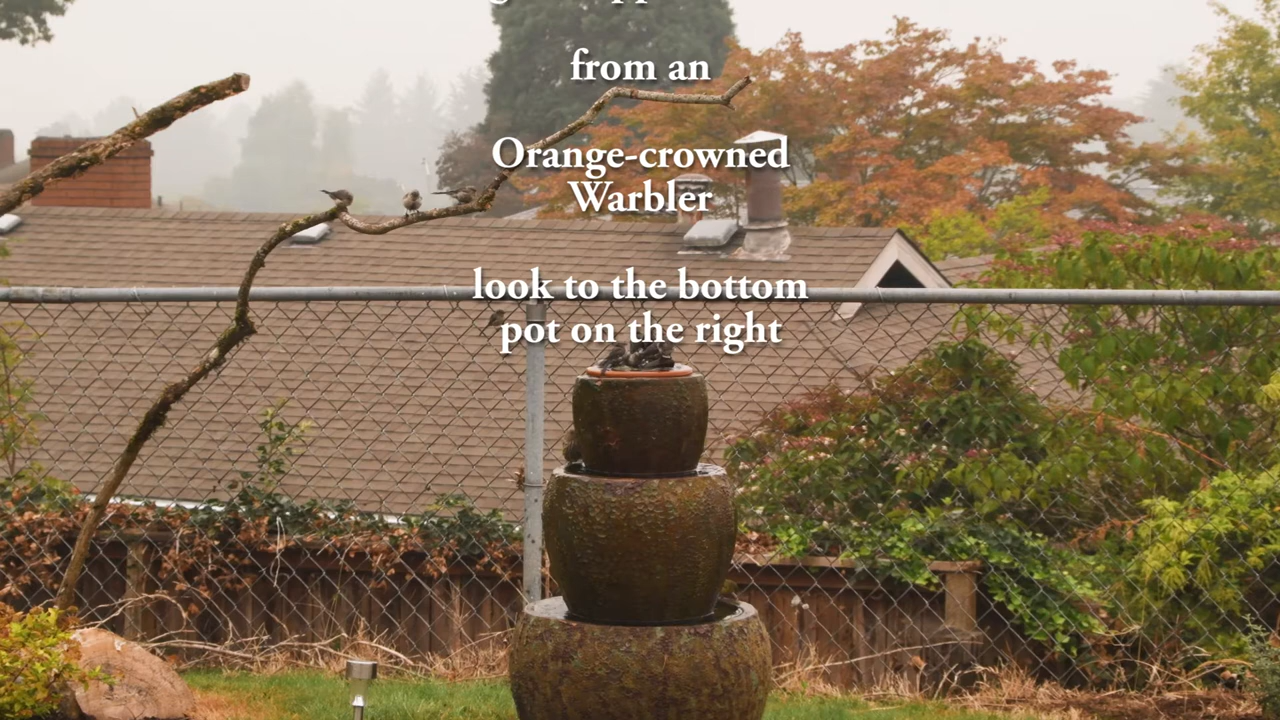 from an
Orange-crowned
Warbler
look to the bottom
pot on the right